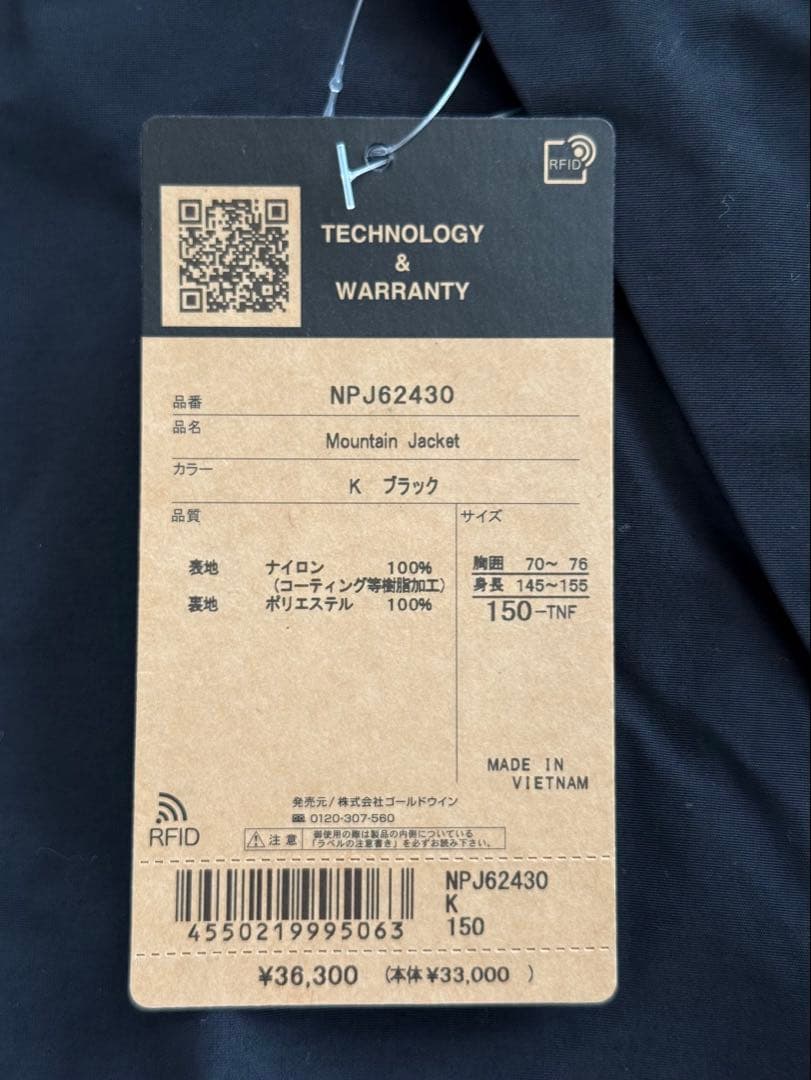 RFID
TECHNOLOGY
&
WARRANTY
品番 NPJ62430
品名 Mountain Jacket
カラー K ブラック
品質
表地 ナイロン 100%
(コーティング等樹脂加工)
裏地 ポリエステル 100%
サイズ
胸囲 70~ 76
身長 145~155
150-TNF
MADE IN
VIETNAM
発売元/株式会社ゴールドウイン
0120-307-560
RFID
注意 御使用の際は製品の内側についている
「ラベルの注意書き」を必ずお読み下さい。
4550219995063
NPJ62430
K
150
¥36,300 (本体¥33,000 )